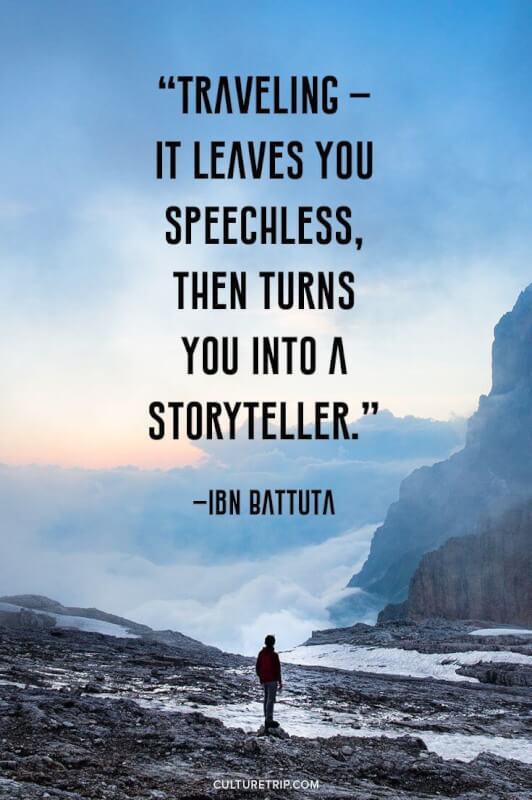 “TRAVELING –
IT LEAVES YOU
SPEECHLESS,
THEN TURNS
YOU INTO A
STORYTELLER.”
–IBN BATTUTA
CULTURETRIP.COM